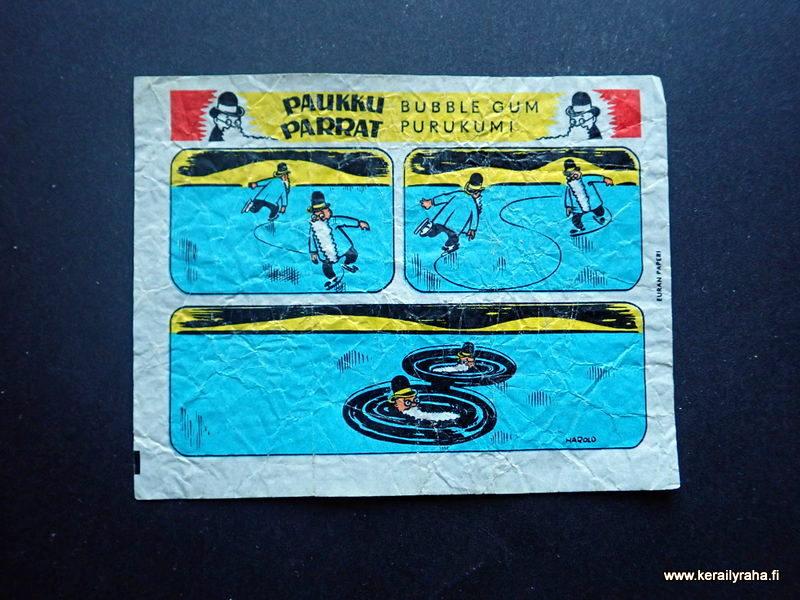 PAUKKU PARRAT
BUBBLE GUM
PURUKUMI
EURAN PAPERI
HAROLD
www.kerailyraha.fi